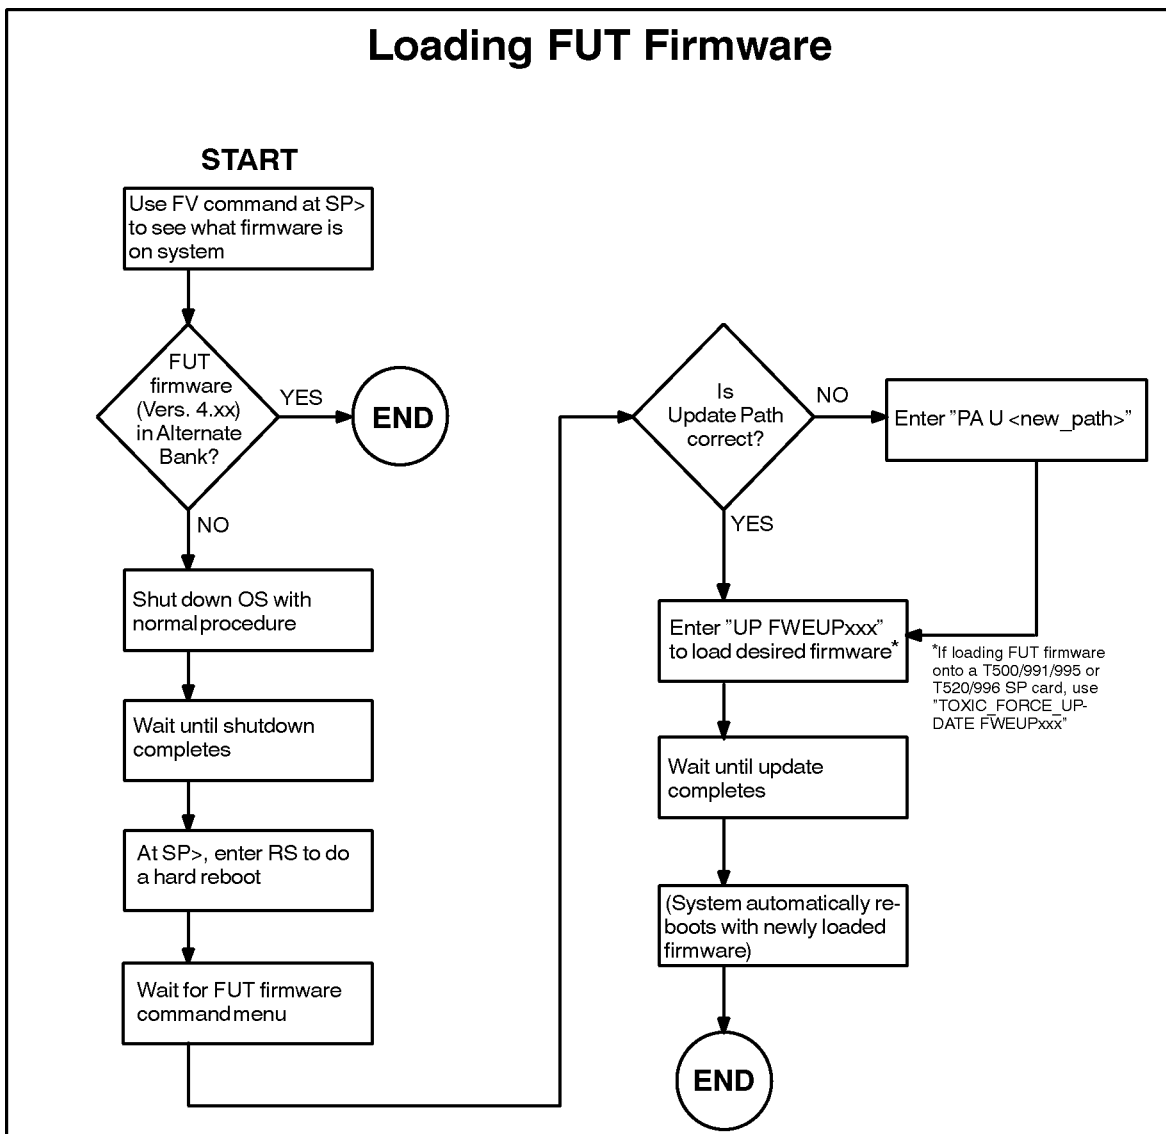 Loading FUT Firmware
START
Use FV command at SP>
to see what firmware is
on system
FUT
firmware
(Vers. 4.xx)
in Alternate
Bank?
YES
END
NO
Shut down OS with
normal procedure
Wait until shutdown
completes
At SP>, enter RS to do
a hard reboot
Wait for FUT firmware
command menu
Is
Update Path
correct?
NO
Enter "PA U <new_path>"
YES
Enter "UP FWEUPxxx"
to load desired firmware*
*If loading FUT firmware
onto a T500/991/995 or
T520/996 SP card, use
"TOXIC_FORCE_UP-
DATE FWEUPxxx"
Wait until update
completes
(System automatically re-
boots with newly loaded
firmware)
END